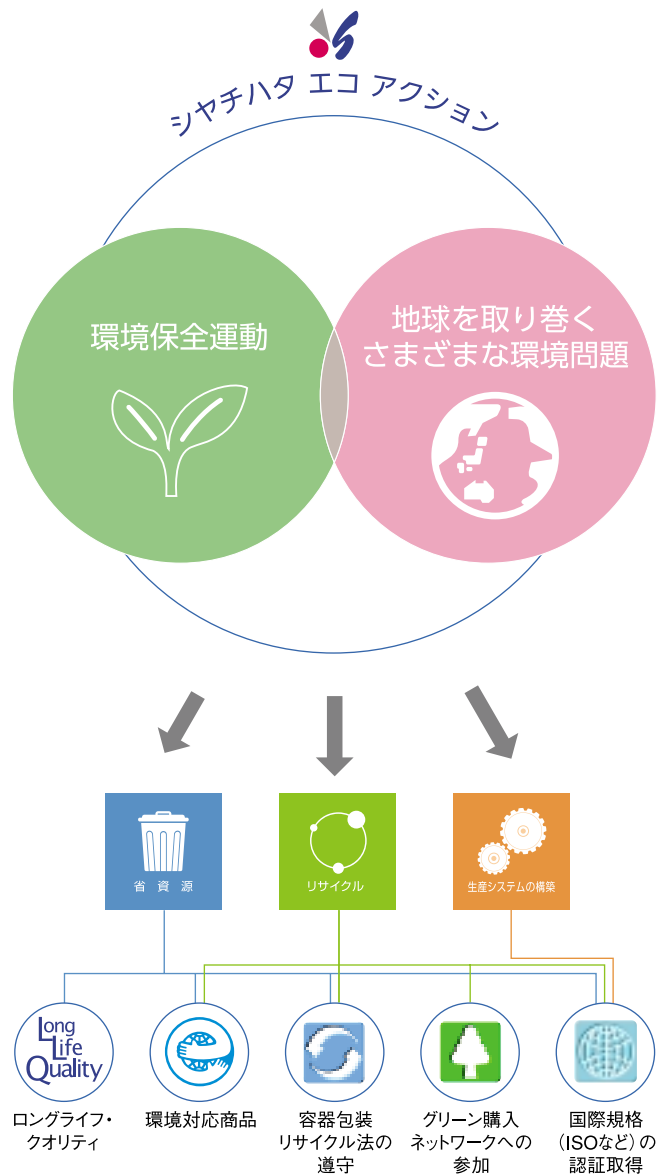 シヤチハタ エコ アクション
環境保全運動
地球を取り巻く
さまざまな環境問題
省 資 源
リサイクル
生産システムの構築
Long
Life
Quality
ロングライフ・
クオリティ
環境対応商品
容器包装
リサイクル法の
遵守
グリーン購入
ネットワークへの
参加
国際規格
（ISOなど）の
認証取得